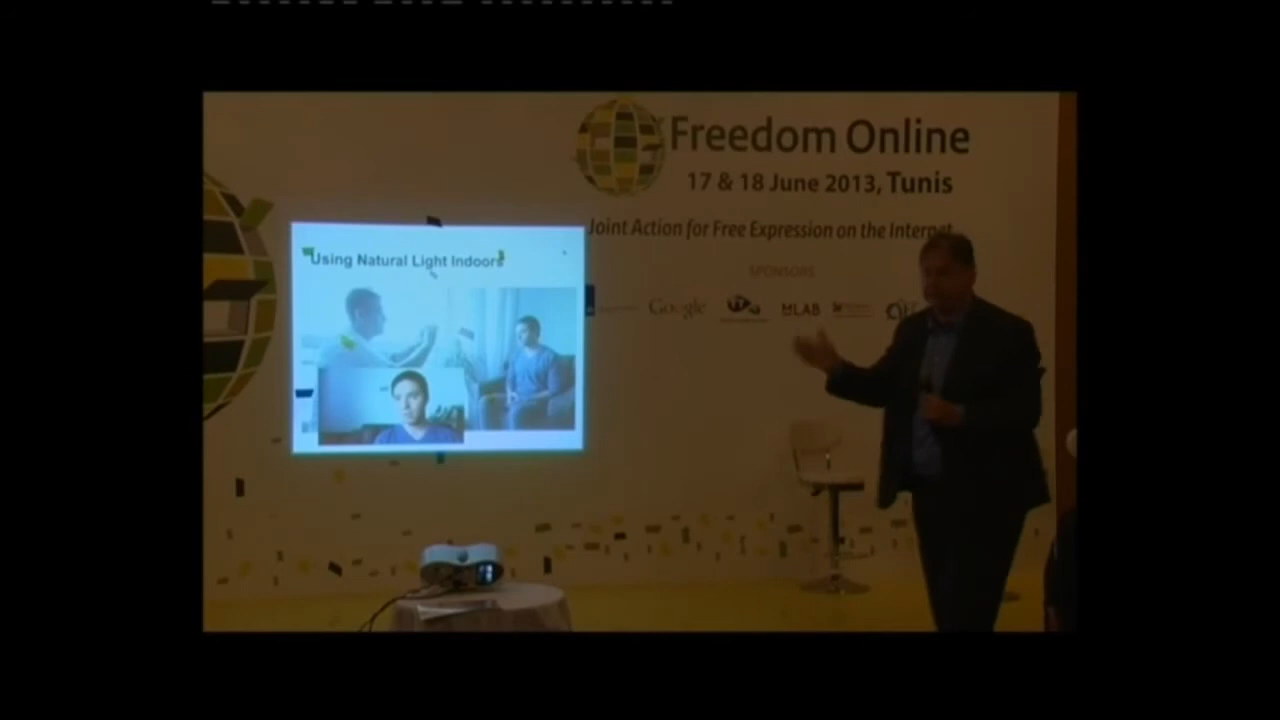 Freedom Online
17 & 18 June 2013, Tunis
Joint Action for Free Expression on the Internet
Using Natural Light Indoors
SPONSORS
Google
MLAB